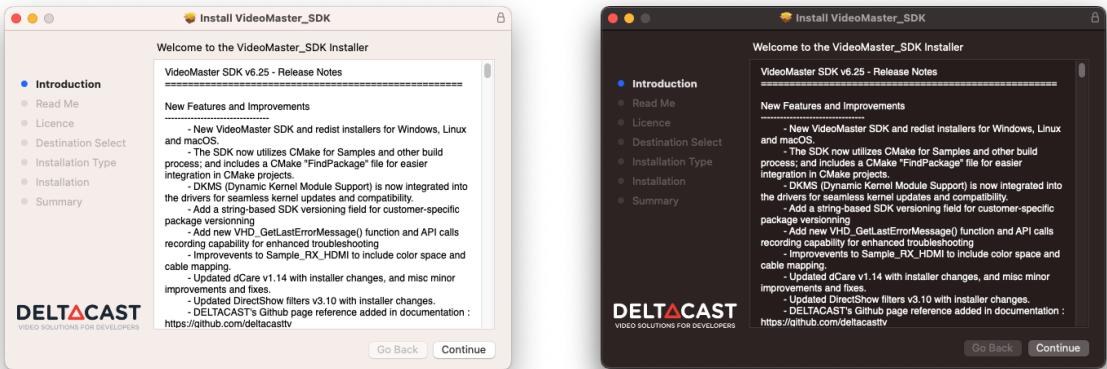 Install VideoMaster_SDK
Welcome to the VideoMaster_SDK Installer
Introduction
Read Me
Licence
Destination Select
Installation Type
Installation
Summary
VideoMaster SDK v6.25 - Release Notes
=======================================================
New Features and Improvements
--------------------------------
- New VideoMaster SDK and redist installers for Windows, Linux
and macOS.
- The SDK now utilizes CMake for Samples and other build
process; and includes a CMake "FindPackage" file for easier
integration in CMake projects.
- DKMS (Dynamic Kernel Module Support) is now integrated into
the drivers for seamless kernel updates and compatibility.
- Add a string-based SDK versioning field for customer-specific
package versionning
- Add new VHD_GetLastErrorMessage() function and API calls
recording capability for enhanced troubleshooting
- Improvevents to Sample_RX_HDMI to include color space and
cable mapping.
- Updated dCare v1.14 with installer changes, and misc minor
improvements and fixes.
- Updated DirectShow filters v3.10 with installer changes.
- DELTACAST's Github page reference added in documentation :
https://github.com/deltacasttv
DELTACAST
VIDEO SOLUTIONS FOR DEVELOPERS
Go Back
Continue
Install VideoMaster_SDK
Welcome to the VideoMaster_SDK Installer
Introduction
Read Me
Licence
Destination Select
Installation Type
Installation
Summary
VideoMaster SDK v6.25 - Release Notes
=======================================================
New Features and Improvements
--------------------------------
- New VideoMaster SDK and redist installers for Windows, Linux
and macOS.
- The SDK now utilizes CMake for Samples and other build
process; and includes a CMake "FindPackage" file for easier
integration in CMake projects.
- DKMS (Dynamic Kernel Module Support) is now integrated into
the drivers for seamless kernel updates and compatibility.
- Add a string-based SDK versioning field for customer-specific
package versionning
- Add new VHD_GetLastErrorMessage() function and API calls
recording capability for enhanced troubleshooting
- Improvevents to Sample_RX_HDMI to include color space and
cable mapping.
- Updated dCare v1.14 with installer changes, and misc minor
improvements and fixes.
- Updated DirectShow filters v3.10 with installer changes.
- DELTACAST's Github page reference added in documentation :
https://github.com/deltacasttv
DELTACAST
VIDEO SOLUTIONS FOR DEVELOPERS
Go Back
Continue